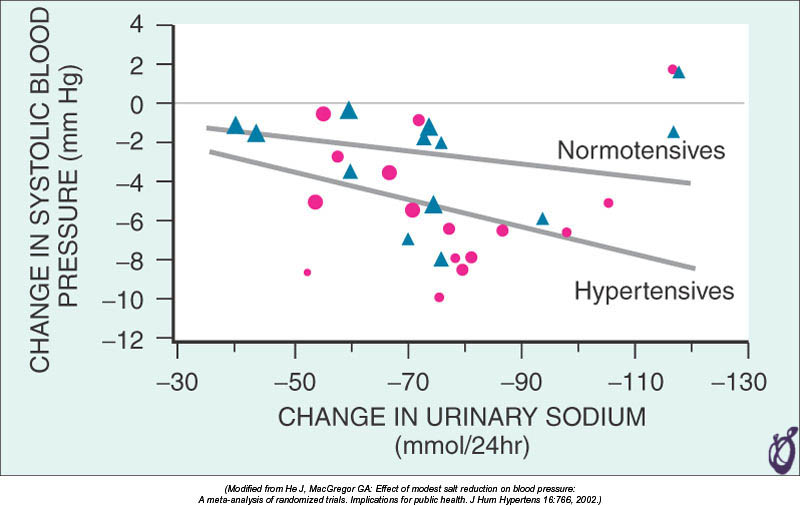 CHANGE IN SYSTOLIC BLOOD
PRESSURE (mm Hg)
4
2
0
–2
–4
–6
–8
–10
–12
Normotensives
Hypertensives
–30 –50 –70 –90 –110 –130
CHANGE IN URINARY SODIUM
(mmol/24hr)
(Modified from He J, MacGregor GA: Effect of modest salt reduction on blood pressure:
A meta-analysis of randomized trials. Implications for public health. J Hum Hypertens 16:766, 2002.)